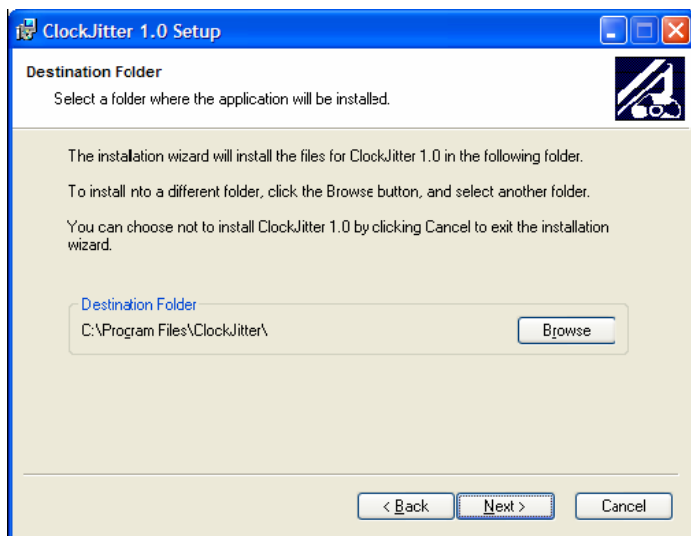 ClockJitter 1.0 Setup
Destination Folder
Select a folder where the application will be installed.
The installation wizard will install the files for ClockJitter 1.0 in the following folder.
To install nto a different folder, click the Browse button, and select another folder.
You can choose not to install ClockJitter 1.0 by clicking Cancel to exit the installation
wizard.
Destination Folder
C:\Program Files\ClockJitter\
Browse
< Back
Next >
Cancel